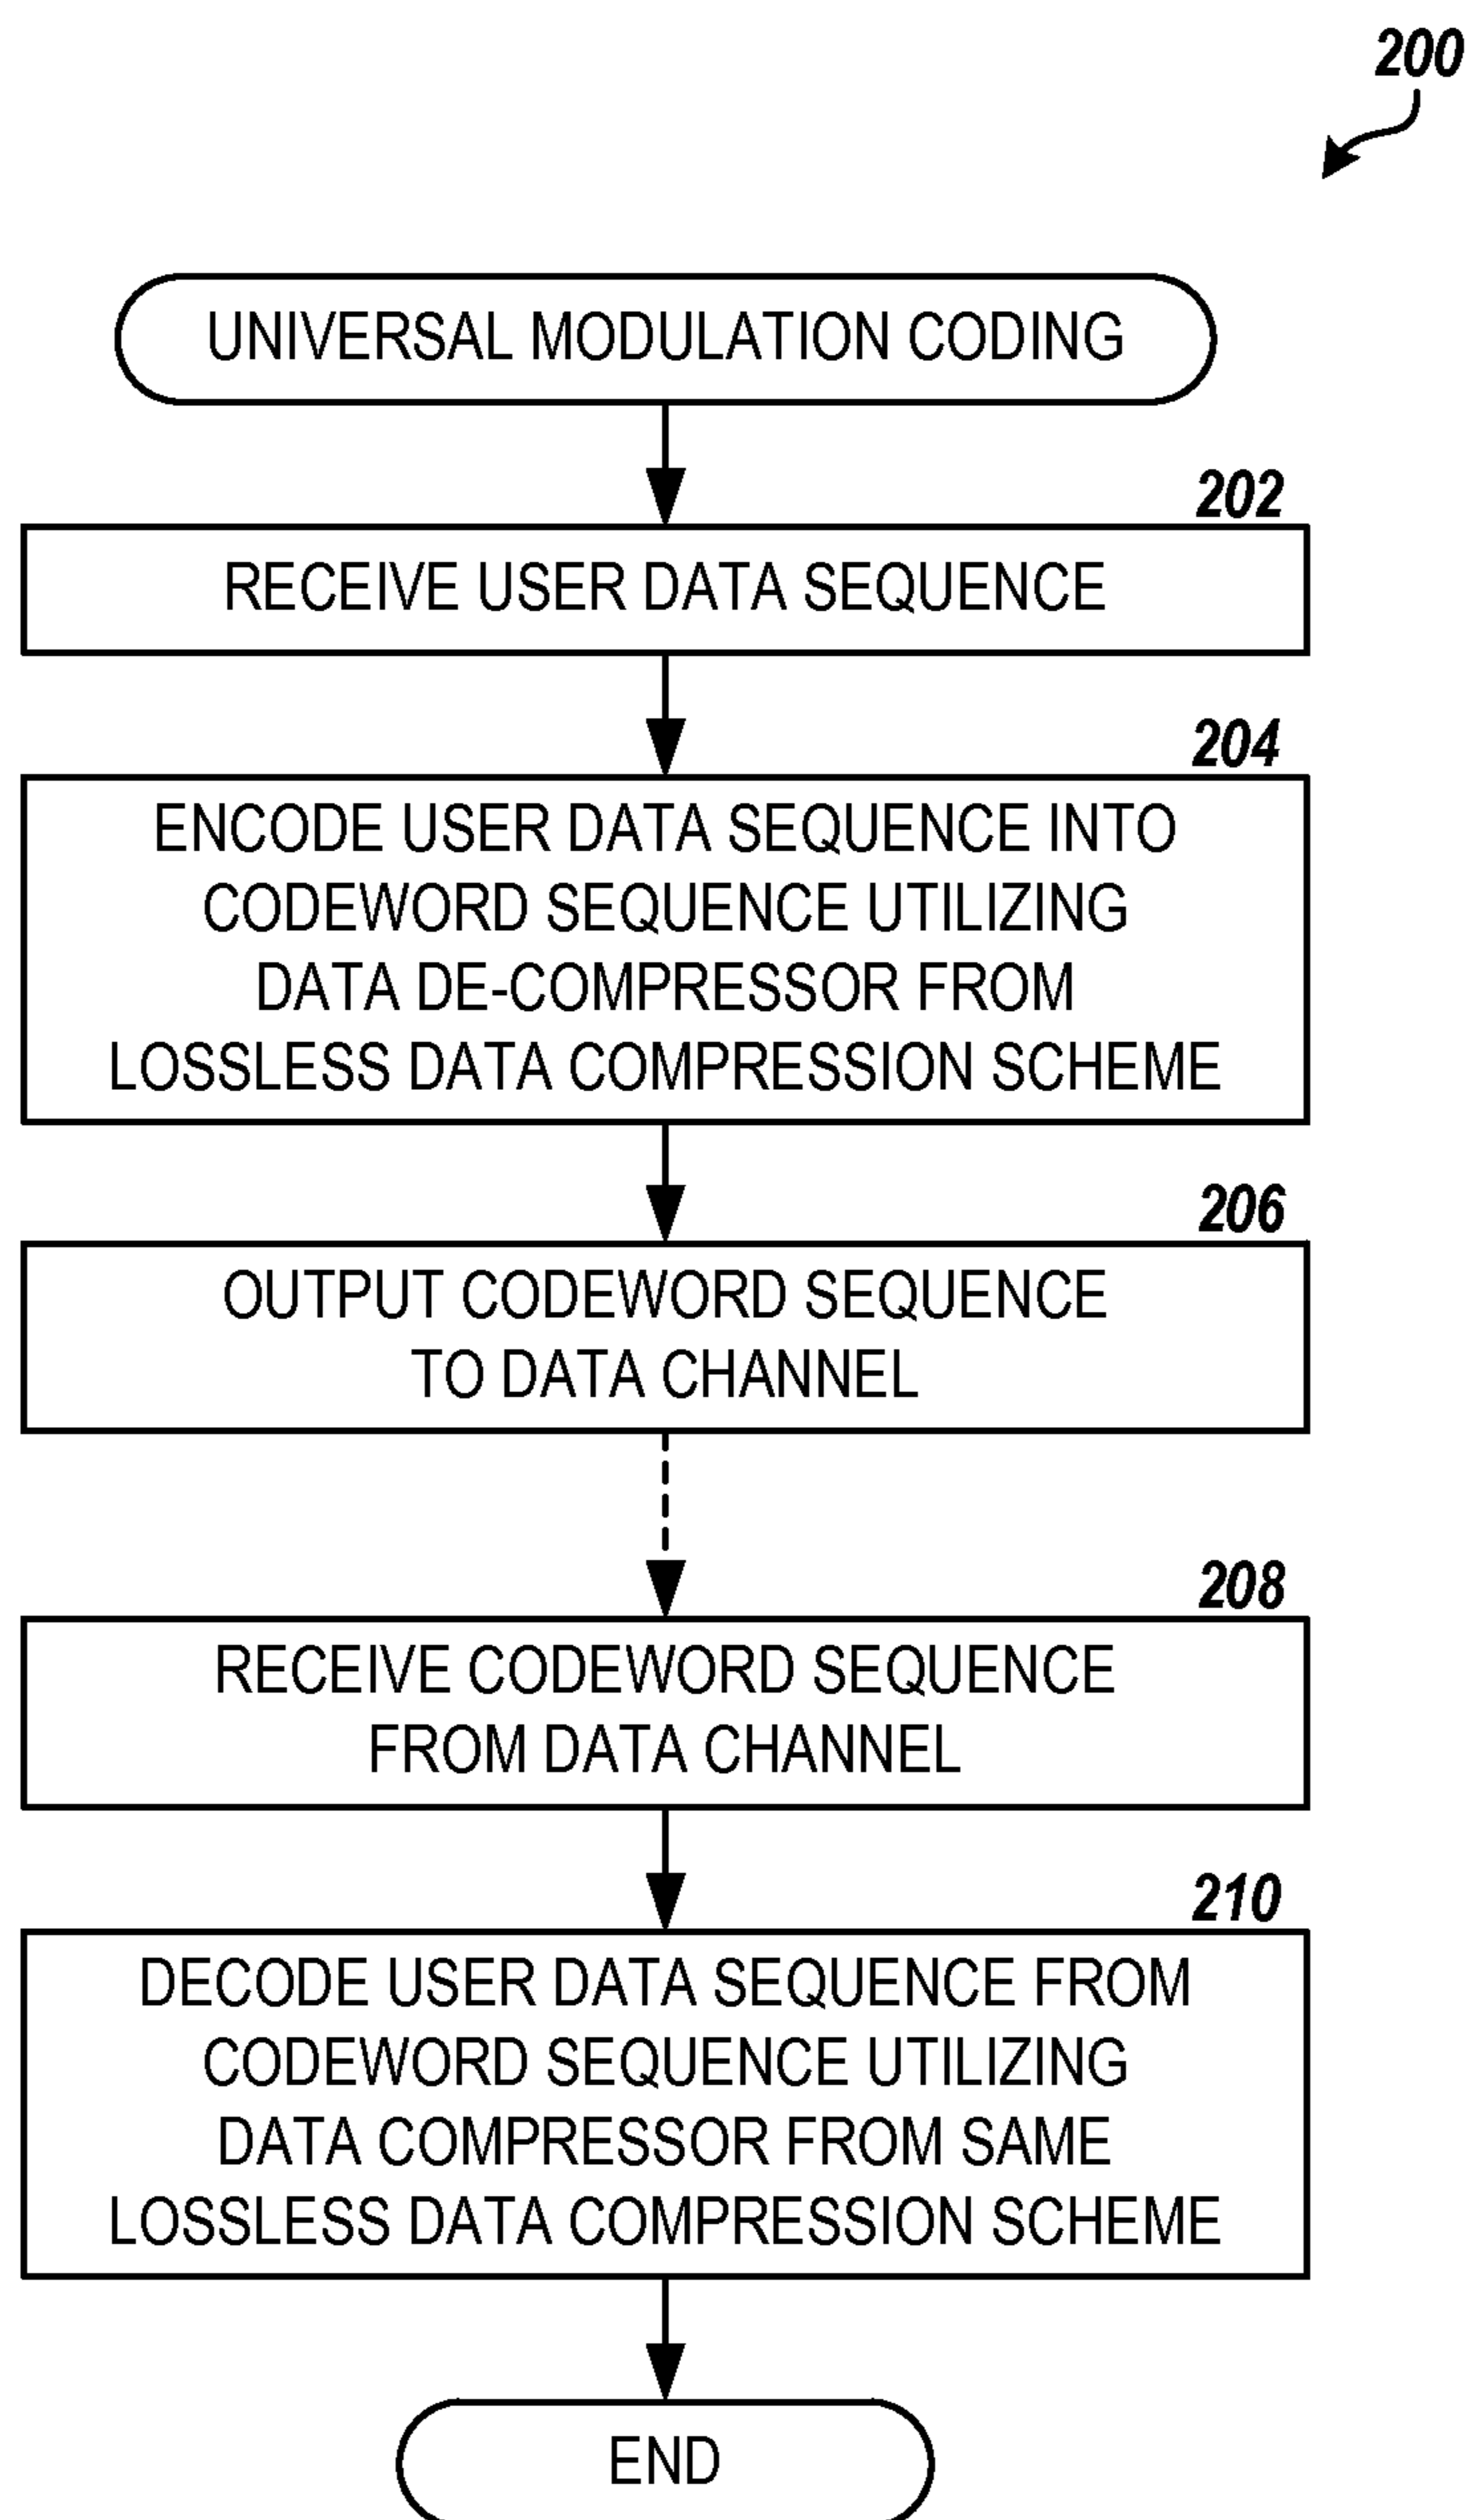 200
UNIVERSAL MODULATION CODING
202
RECEIVE USER DATA SEQUENCE
204
ENCODE USER DATA SEQUENCE INTO
CODEWORD SEQUENCE UTILIZING
DATA DE-COMPRESSOR FROM
LOSSLESS DATA COMPRESSION SCHEME
206
OUTPUT CODEWORD SEQUENCE
TO DATA CHANNEL
208
RECEIVE CODEWORD SEQUENCE
FROM DATA CHANNEL
210
DECODE USER DATA SEQUENCE FROM
CODEWORD SEQUENCE UTILIZING
DATA COMPRESSOR FROM SAME
LOSSLESS DATA COMPRESSION SCHEME
END